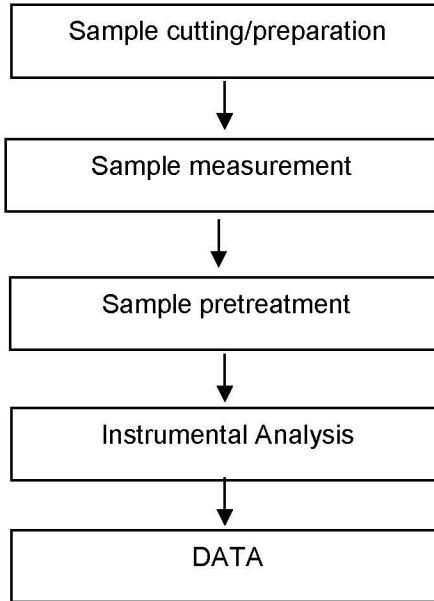 Sample cutting/preparation
Sample measurement
Sample pretreatment
Instrumental Analysis
DATA